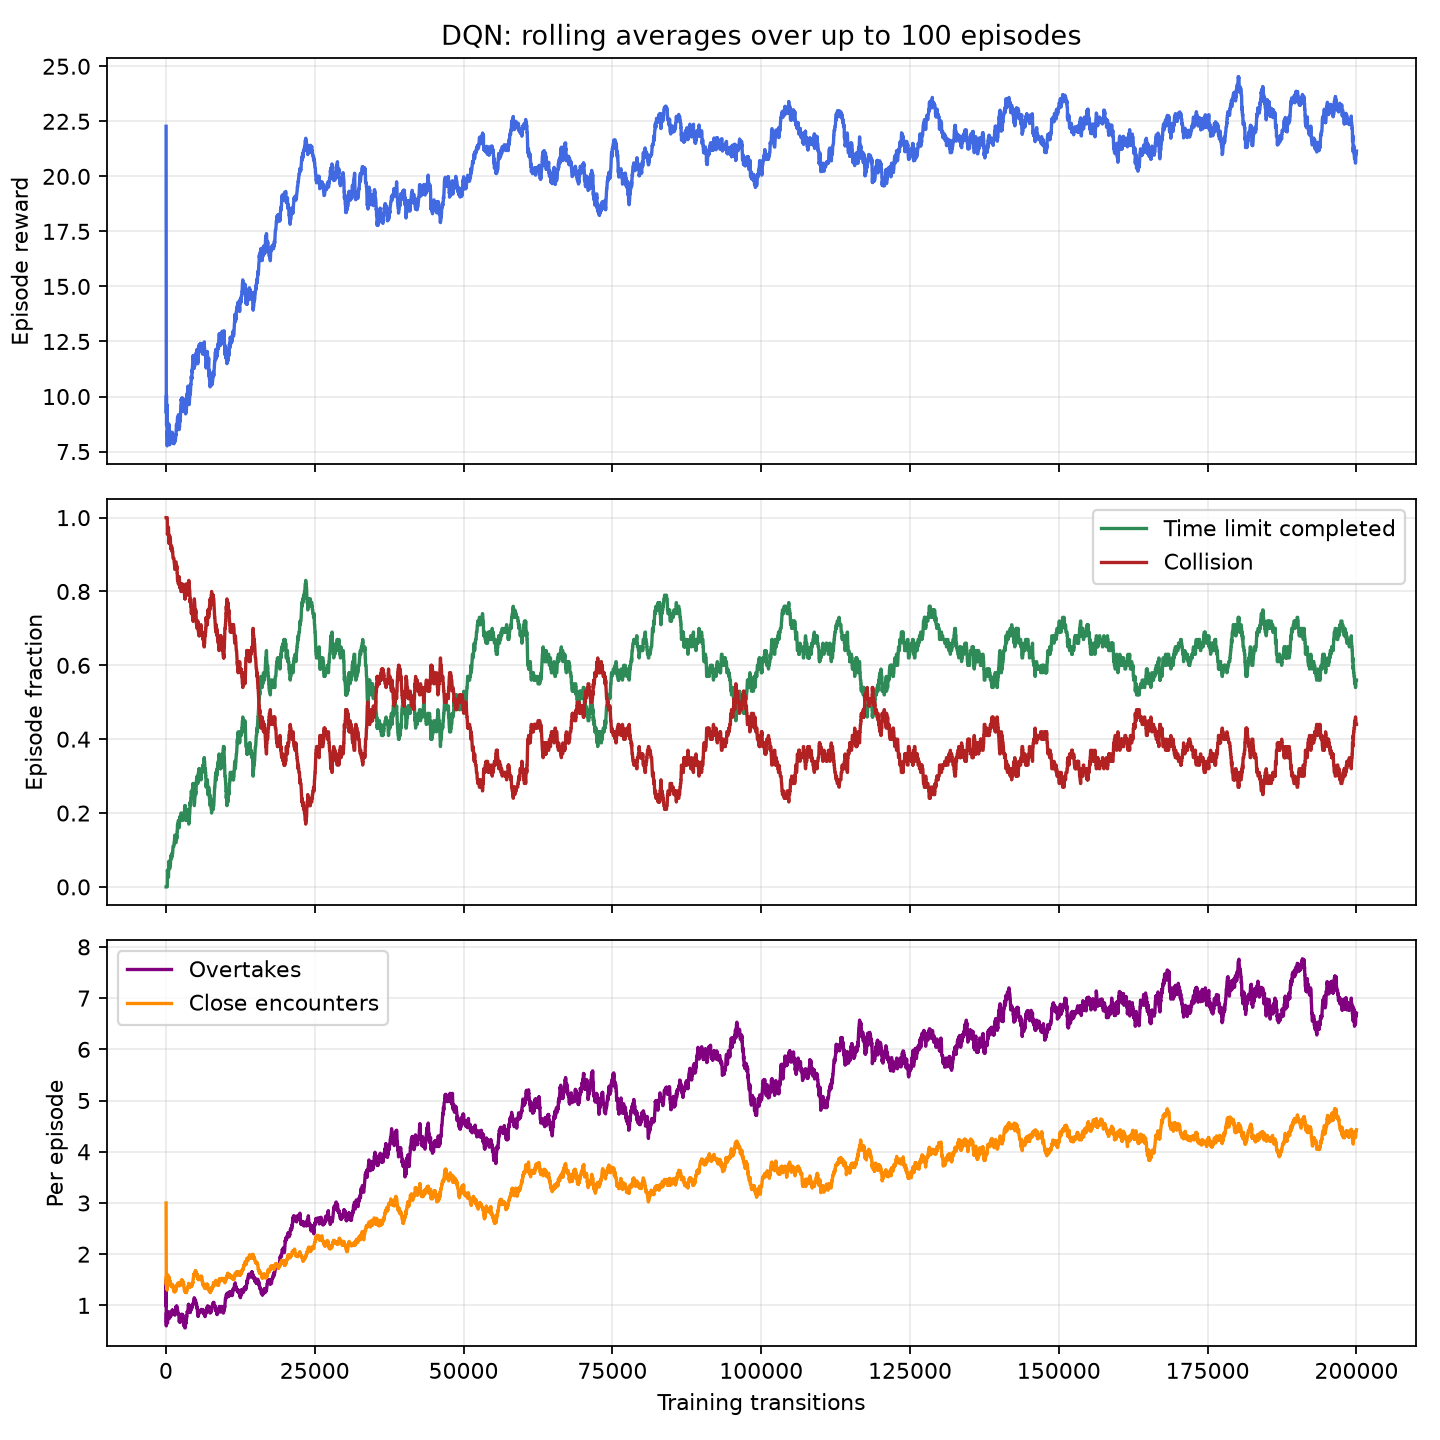 DQN: rolling averages over up to 100 episodes
25.0
22.5
20.0
17.5
15.0
12.5
10.0
7.5
Episode reward
1.0
0.8
0.6
0.4
0.2
0.0
Episode fraction
Time limit completed
Collision
8
7
6
5
4
3
2
1
Per episode
Overtakes
Close encounters
0 25000 50000 75000 100000 125000 150000 175000 200000
Training transitions